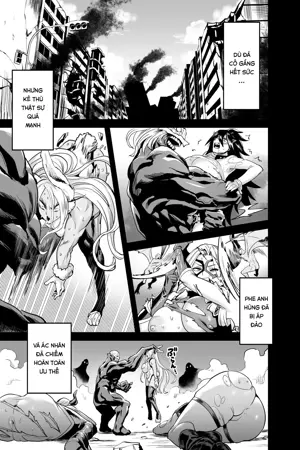 DÙ ĐÃ
CỐ GẮNG
HẾT SỨC
...
NHƯNG
KẺ THÙ
THẬT SỰ
QUÁ
MẠNH
PHE ANH
HÙNG ĐÃ
BỊ ÁP
ĐẢO
VÀ ÁC
NHÂN
ĐÃ CHIẾM
HOÀN TOÀN
ƯU THẾ